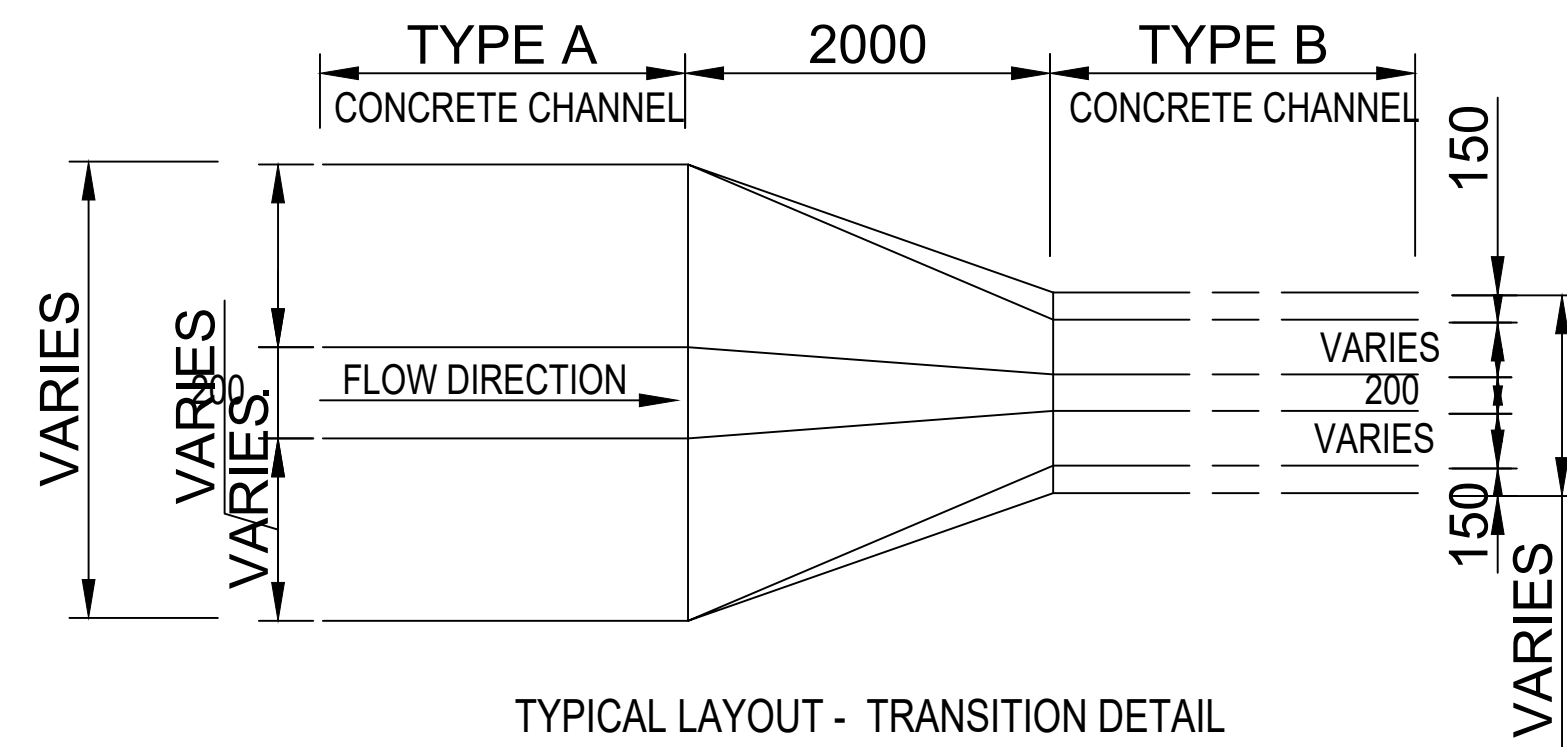 TYPE A
2000
TYPE B
CONCRETE CHANNEL
CONCRETE CHANNEL
150
VARIES
VARIES
200
VARIES.
FLOW DIRECTION
VARIES
200
VARIES
150
VARIES
TYPICAL LAYOUT - TRANSITION DETAIL